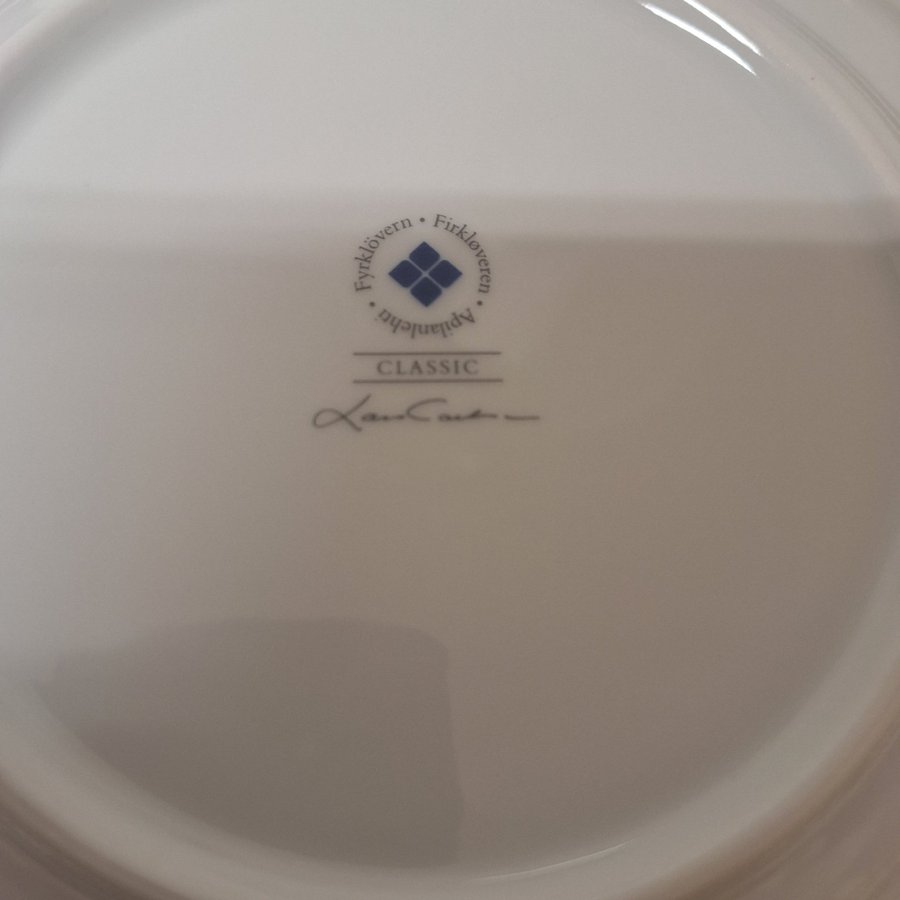 Fyrklövern • Firkløveren • Apilanlehti •
CLASSIC